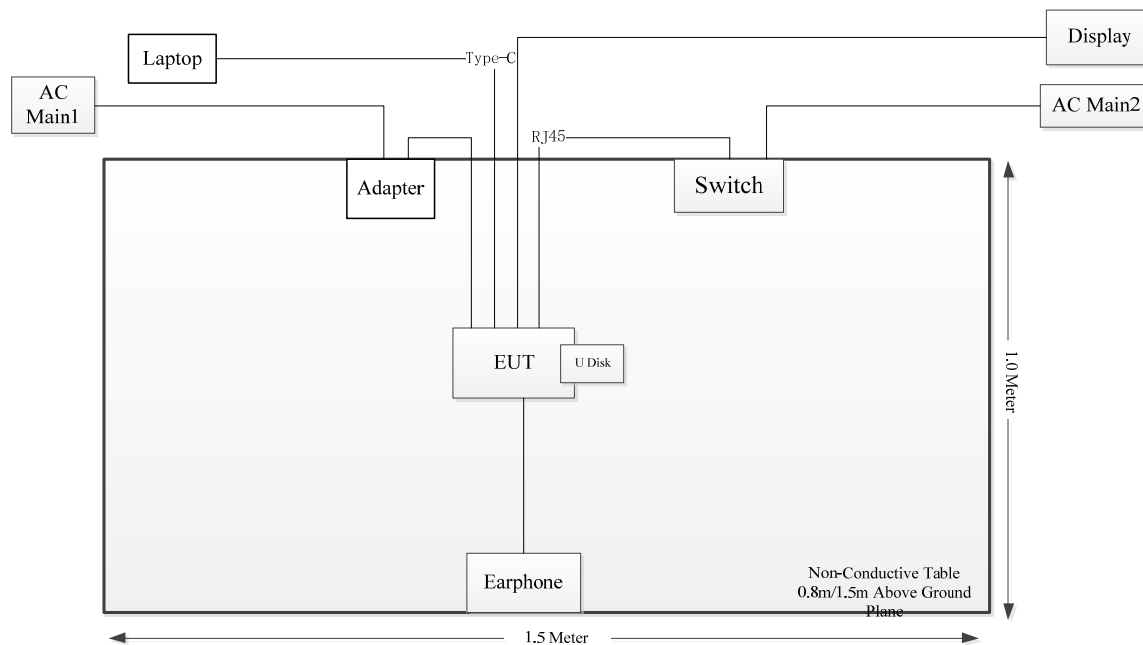 Display
Laptop
Type-C
AC
Main1
AC Main2
RJ45
Adapter
Switch
EUT
U Disk
1.0 Meter
Earphone
Non-Conductive Table
0.8m/1.5m Above Ground
Plane
1.5 Meter